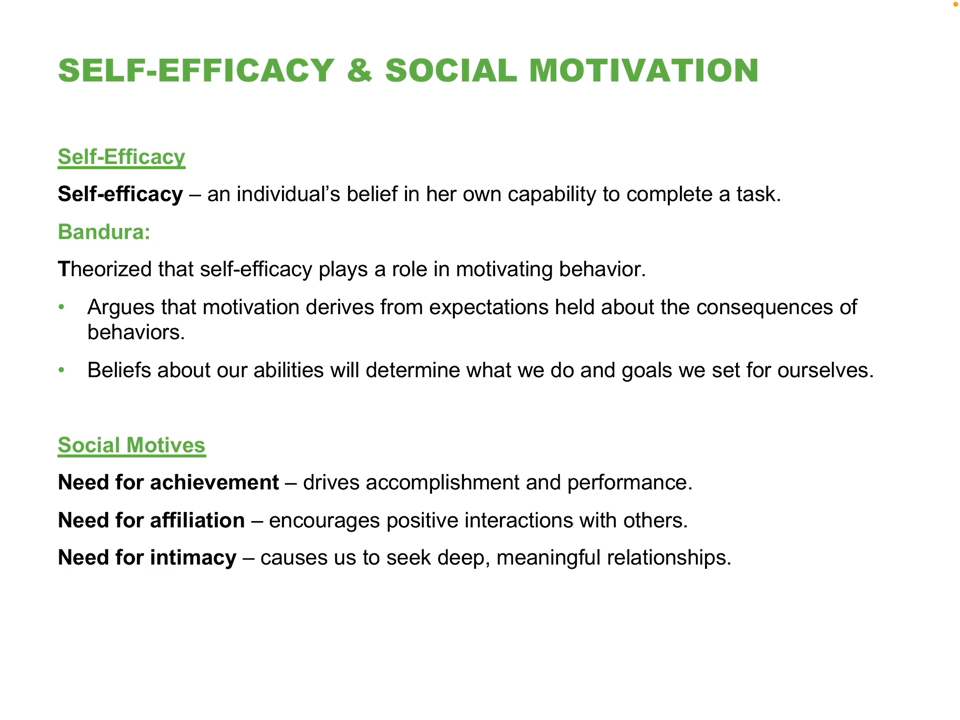 SELF-EFFICACY & SOCIAL MOTIVATION
Self-Efficacy
Self-efficacy – an individual’s belief in her own capability to complete a task.
Bandura:
Theorized that self-efficacy plays a role in motivating behavior.
• Argues that motivation derives from expectations held about the consequences of
behaviors.
• Beliefs about our abilities will determine what we do and goals we set for ourselves.
Social Motives
Need for achievement – drives accomplishment and performance.
Need for affiliation – encourages positive interactions with others.
Need for intimacy – causes us to seek deep, meaningful relationships.